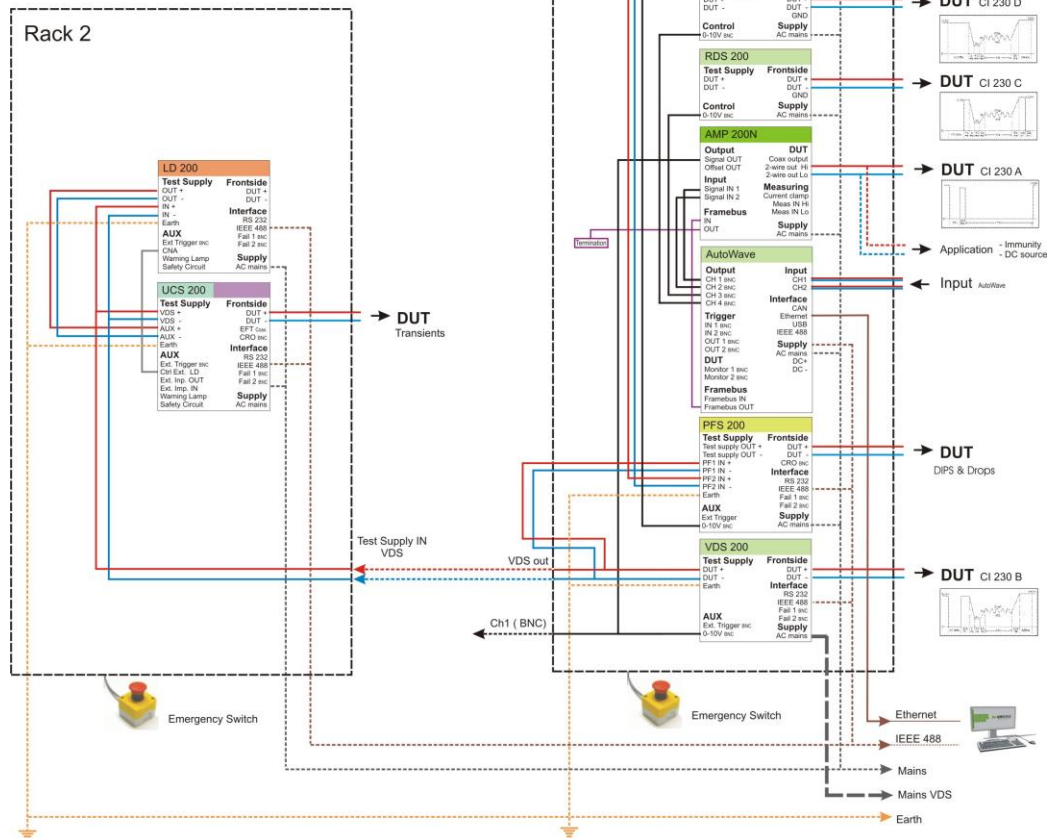 Rack 2
LD 200
Test Supply Frontside
OUT + DUT +
OUT - DUT -
IN + Interface
IN - RS 232
Earth IEEE 488
AUX Fail 1 BNC
Ext Trigger BNC Fail 2 BNC
CNA
Warning Lamp Supply
Safety Circuit AC mains
UCS 200
Test Supply Frontside
VDS + DUT +
VDS - DUT -
AUX + EFT Coax
AUX - CRO BNC
Earth Interface
AUX RS 232
Ext. Trigger BNC IEEE 488
Ctrl Ext. LD Fail 1 BNC
Ext. Inp. OUT Fail 2 BNC
Ext. Imp. IN
Warning Lamp Supply
Safety Circuit AC mains
DUT
Transients
Test Supply IN
VDS
VDS out
Ch1 ( BNC)
Emergency Switch
DUT -
DUT -
GND
Control Supply
0-10V BNC AC mains
DUT CI 230 D
RDS 200
Test Supply Frontside
DUT + DUT +
DUT - DUT -
GND
Control Supply
0-10V BNC AC mains
DUT CI 230 C
AMP 200N
Output DUT
Signal OUT Coax output
Offset OUT 2-wire out Hi
Input 2-wire out Lo
Signal IN 1 Measuring
Signal IN 2 Current clamp
Meas IN Hi
Framebus Meas IN Lo
IN Supply
OUT AC mains
Termination
DUT CI 230 A
Application - Immunity
- DC source
AutoWave
Output Input
CH 1 BNC CH1
CH 2 BNC CH2
CH 3 BNC Interface
CH 4 BNC CAN
Trigger Ethernet
IN 1 BNC USB
IN 2 BNC IEEE 488
OUT 1 BNC Supply
OUT 2 BNC AC mains
DUT DC+
Monitor 1 BNC DC -
Monitor 2 BNC
Framebus
Framebus IN
Framebus OUT
Input AutoWave
PFS 200
Test Supply Frontside
Test supply OUT + DUT +
Test supply OUT - DUT -
PF1 IN + CRO BNC
PF1 IN - Interface
PF2 IN + RS 232
PF2 IN - IEEE 488
Earth Fail 1 BNC
AUX Fail 2 BNC
Ext Trigger Supply
0-10V BNC AC mains
DUT
DIPS & Drops
VDS 200
Test Supply Frontside
DUT + DUT +
DUT - DUT -
Earth Interface
RS 232
IEEE 488
AUX Fail 1 BNC
Ext. Trigger BNC Fail 2 BNC
0-10V BNC Supply
AC mains
DUT CI 230 B
Emergency Switch
Ethernet
IEEE 488
Mains
Mains VDS
Earth